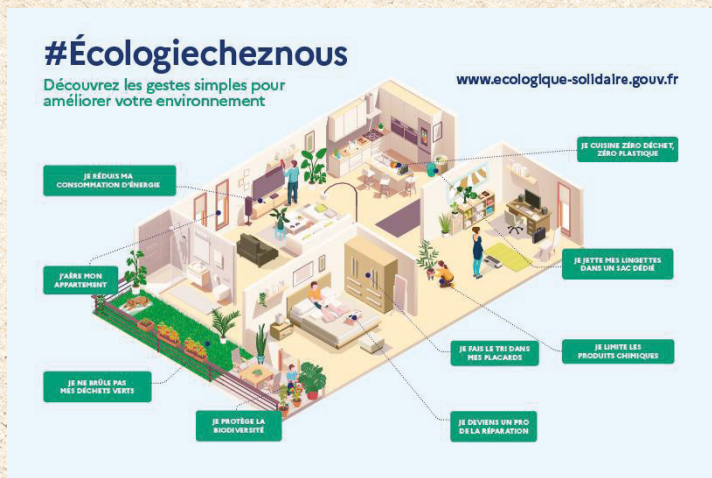 #Écologiecheznous
Découvrez les gestes simples pour
améliorer votre environnement
www.ecologique-solidaire.gouv.fr
JE CUISINE ZÉRO DÉCHET,
ZÉRO PLASTIQUE
JE RÉDUIS MA
CONSOMMATION D'ÉNERGIE
J'AÈRE MON
APPARTEMENT
JE JETTE MES LINGETTES
DANS UN SAC DÉDIÉ
JE FAIS LE TRI DANS
MES PLACARDS
JE LIMITE LES
PRODUITS CHIMIQUES
JE NE BRÛLE PAS
MES DÉCHETS VERTS
JE PROTÈGE LA
BIODIVERSITÉ
JE DEVIENS UN PRO
DE LA RÉPARATION